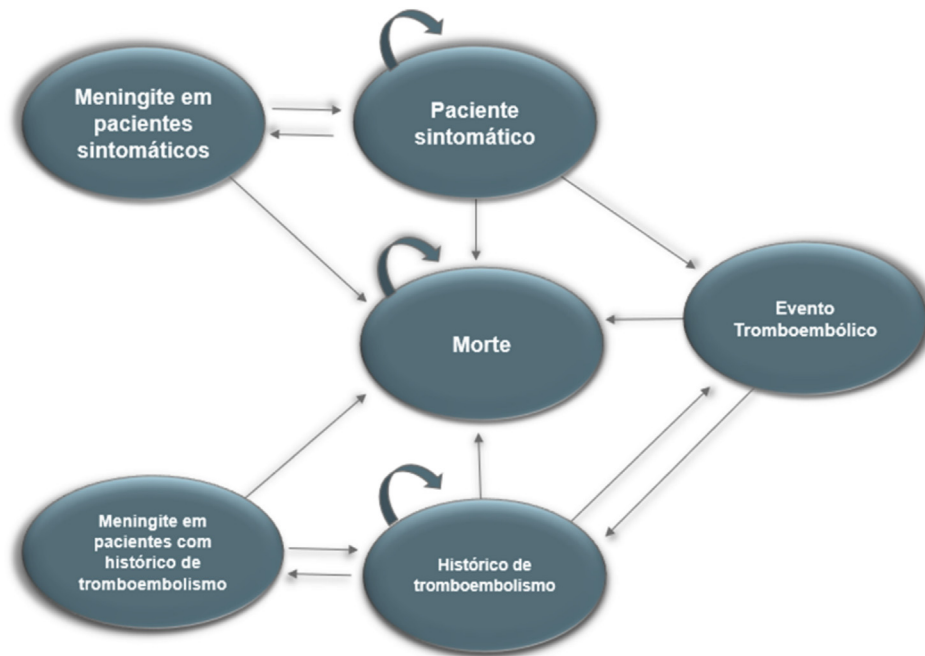 Meningite em
pacientes
sintomáticos
Paciente
sintomático
Evento
Tromboembólico
Morte
Meningite em
pacientes com
histórico de
tromboembolismo
Histórico de
tromboembolismo